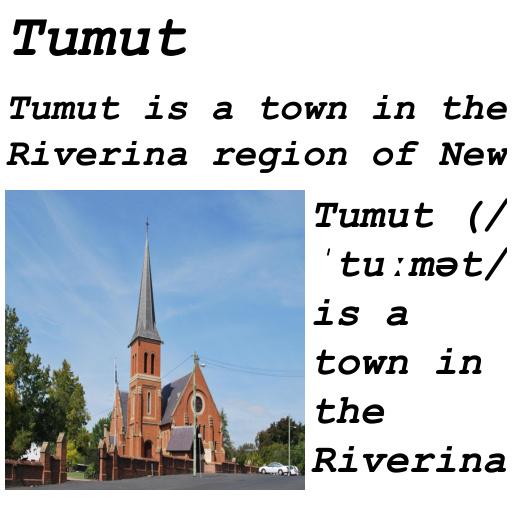 Tumut
Tumut is a town in the
Riverina region of New
Tumut (/
ˈtuːmət/
is a
town in
the
Riverina